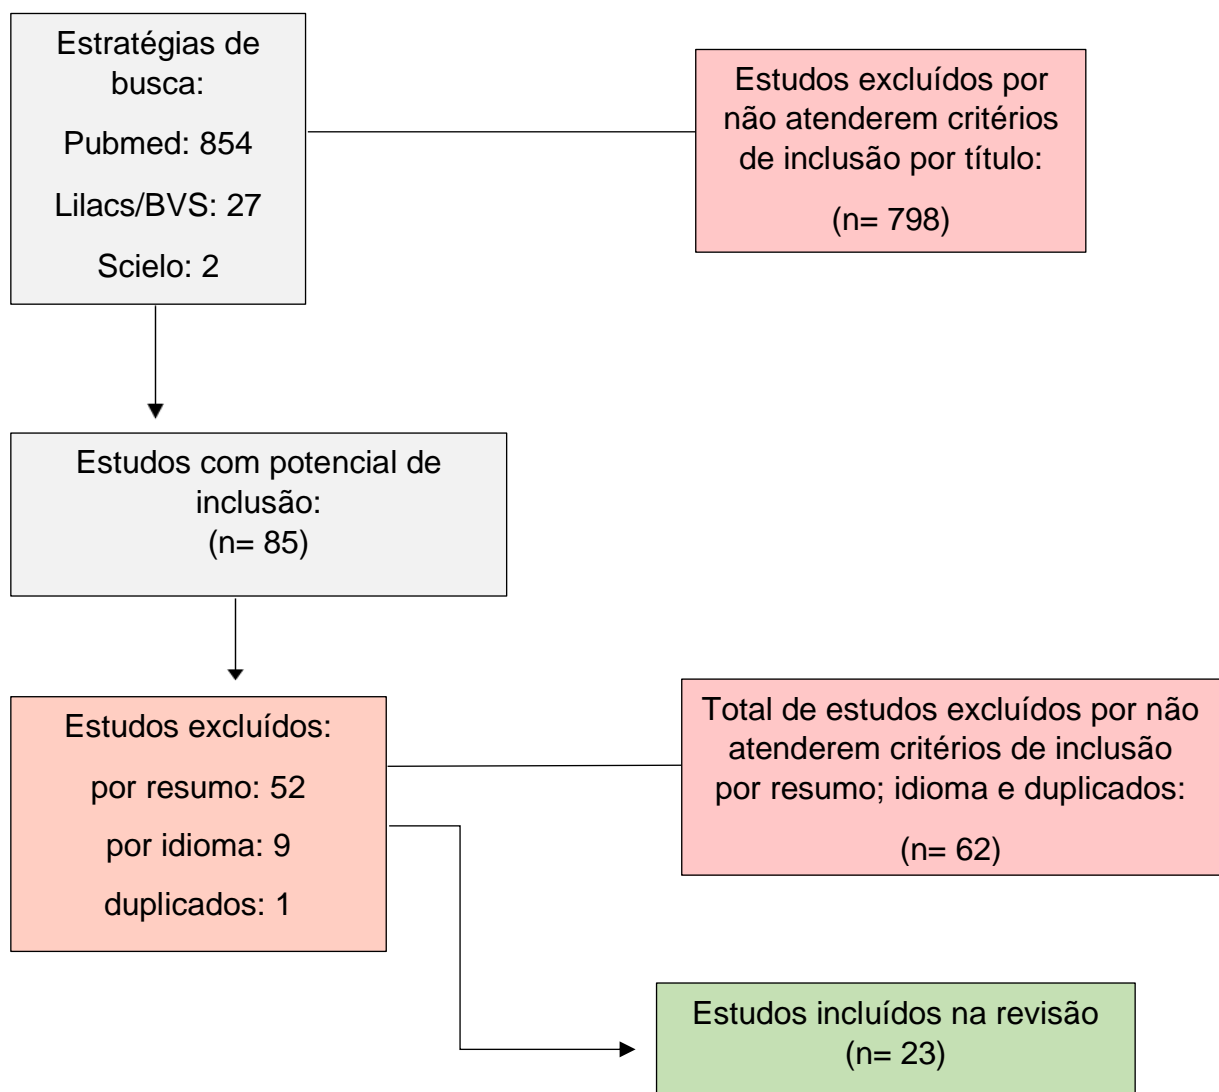 Estratégias de
busca:
Pubmed: 854
Lilacs/BVS: 27
Scielo: 2
Estudos excluídos por
não atenderem critérios
de inclusão por título:
(n= 798)
Estudos com potencial de
inclusão:
(n= 85)
Estudos excluídos:
por resumo: 52
por idioma: 9
duplicados: 1
Total de estudos excluídos por não
atenderem critérios de inclusão
por resumo; idioma e duplicados:
(n= 62)
Estudos incluídos na revisão
(n= 23)